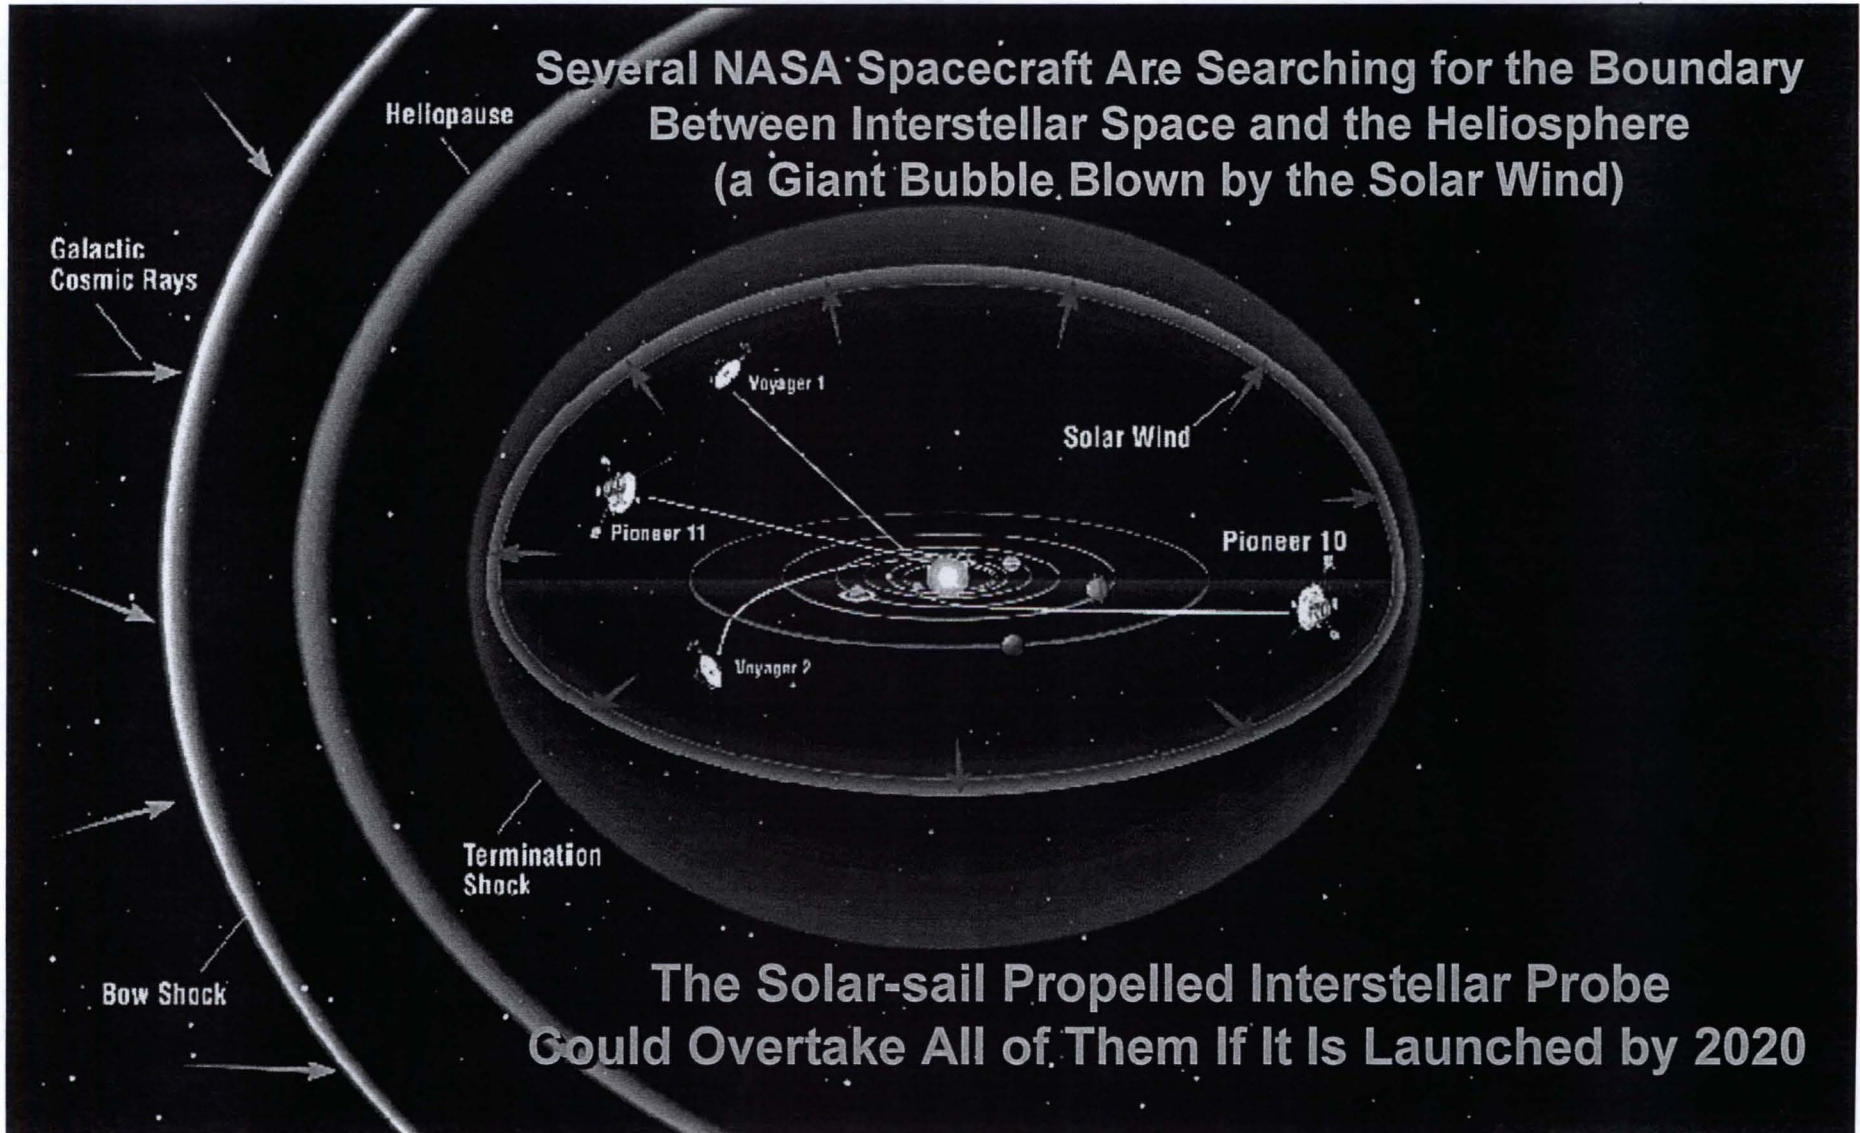 Several NASA Spacecraft Are Searching for the Boundary
Between Interstellar Space and the Heliosphere
(a Giant Bubble Blown by the Solar Wind)
Heliopause
Galactic
Cosmic Rays
Voyager 1
Solar Wind
Pioneer 11
Pioneer 10
Voyager 2
Termination
Shock
Bow Shock
The Solar-sail Propelled Interstellar Probe
Could Overtake All of Them If It Is Launched by 2020